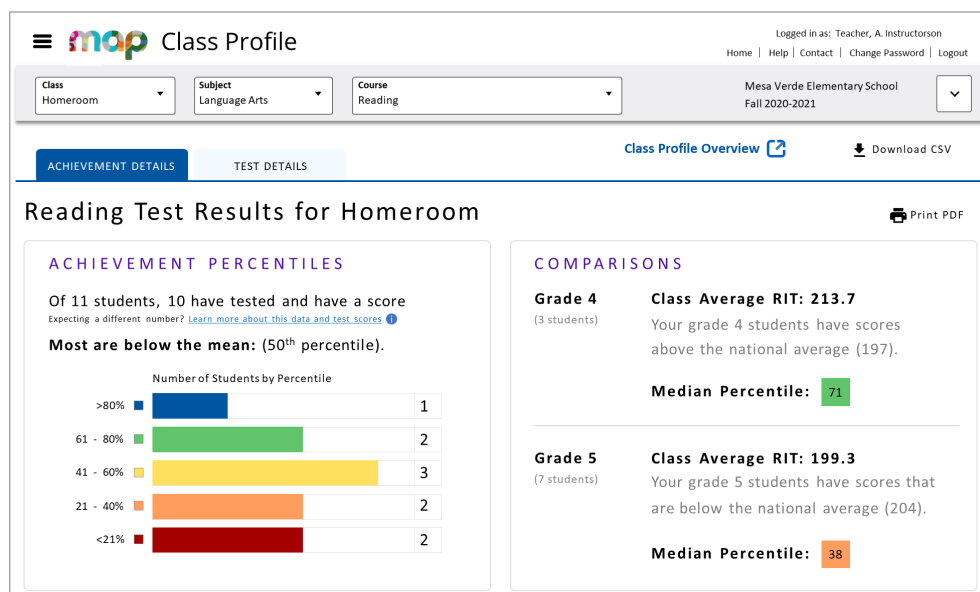 map Class Profile
Logged in as: Teacher, A. Instructorson
Home | Help | Contact | Change Password | Logout
Class
Homeroom
Subject
Language Arts
Course
Reading
Mesa Verde Elementary School
Fall 2020-2021
ACHIEVEMENT DETAILS
TEST DETAILS
Class Profile Overview
Download CSV
Reading Test Results for Homeroom
Print PDF
ACHIEVEMENT PERCENTILES
Of 11 students, 10 have tested and have a score
Expecting a different number? Learn more about this data and test scores i
Most are below the mean: (50th percentile).
Number of Students by Percentile
>80% 1
61 - 80% 2
41 - 60% 3
21 - 40% 2
<21% 2
COMPARISONS
Grade 4
(3 students)
Class Average RIT: 213.7
Your grade 4 students have scores
above the national average (197).
Median Percentile: 71
Grade 5
(7 students)
Class Average RIT: 199.3
Your grade 5 students have scores that
are below the national average (204).
Median Percentile: 38